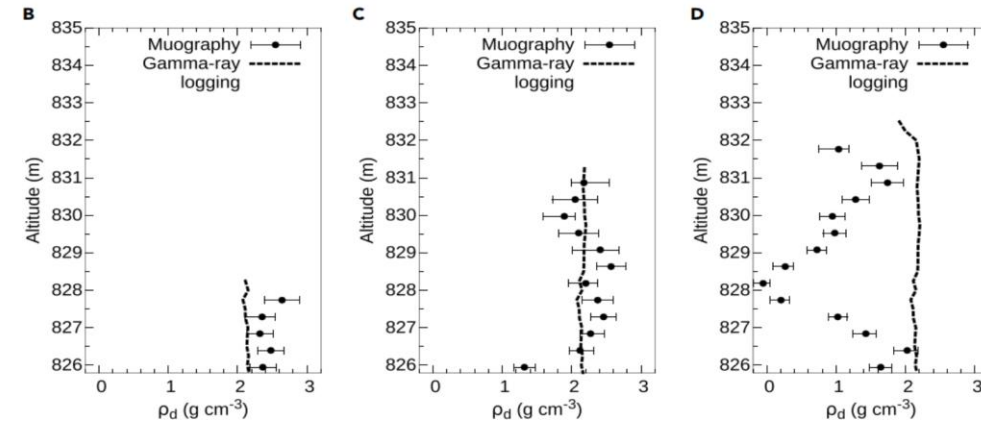 B
835
834
833
832
831
830
829
828
827
826
Altitude (m)
Muography
Gamma-ray
logging
0 1 2 3
ρd (g cm-3)
C
835
834
833
832
831
830
829
828
827
826
Altitude (m)
Muography
Gamma-ray
logging
0 1 2 3
ρd (g cm-3)
D
835
834
833
832
831
830
829
828
827
826
Altitude (m)
Muography
Gamma-ray
logging
0 1 2 3
ρd (g cm-3)